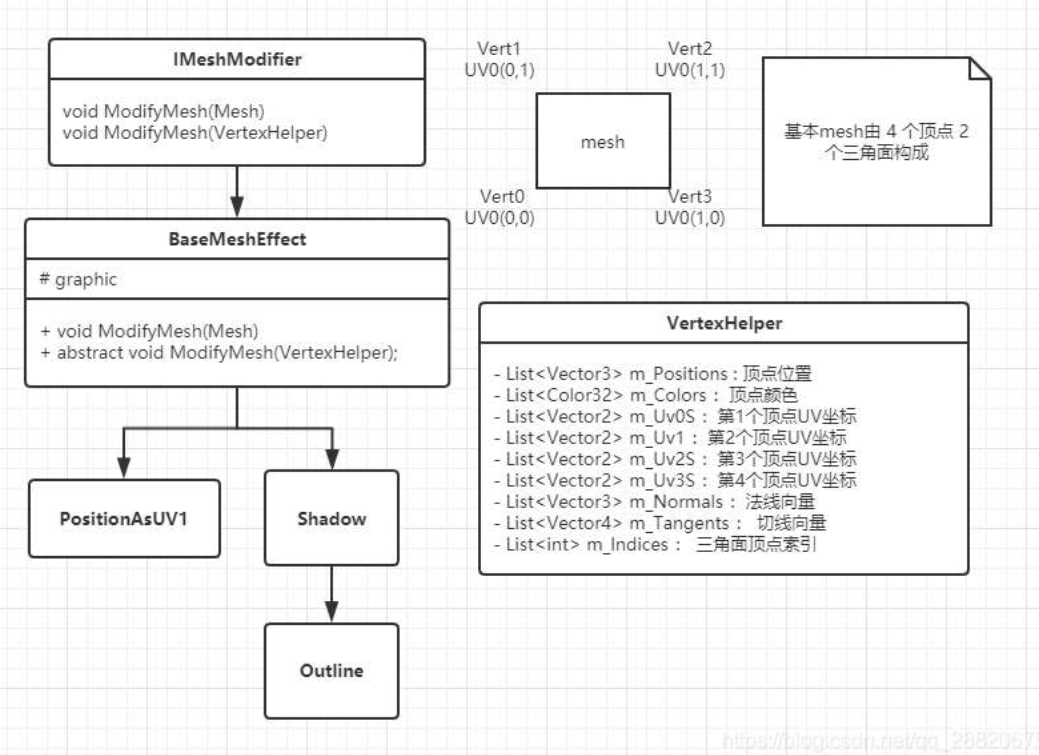 IMeshModifier
void ModifyMesh(Mesh)
void ModifyMesh(VertexHelper)
BaseMeshEffect
# graphic
+ void ModifyMesh(Mesh)
+ abstract void ModifyMesh(VertexHelper);
PositionAsUV1
Shadow
Outline
Vert1
UV0(0,1)
Vert2
UV0(1,1)
mesh
Vert0
UV0(0,0)
Vert3
UV0(1,0)
基本mesh由 4 个顶点 2
个三角面构成
VertexHelper
- List<Vector3> m_Positions : 顶点位置
- List<Color32> m_Colors : 顶点颜色
- List<Vector2> m_Uv0S : 第1个顶点UV坐标
- List<Vector2> m_Uv1 : 第2个顶点UV坐标
- List<Vector2> m_Uv2S : 第3个顶点UV坐标
- List<Vector2> m_Uv3S : 第4个顶点UV坐标
- List<Vector3> m_Normals : 法线向量
- List<Vector4> m_Tangents : 切线向量
- List<int> m_Indices : 三角面顶点索引